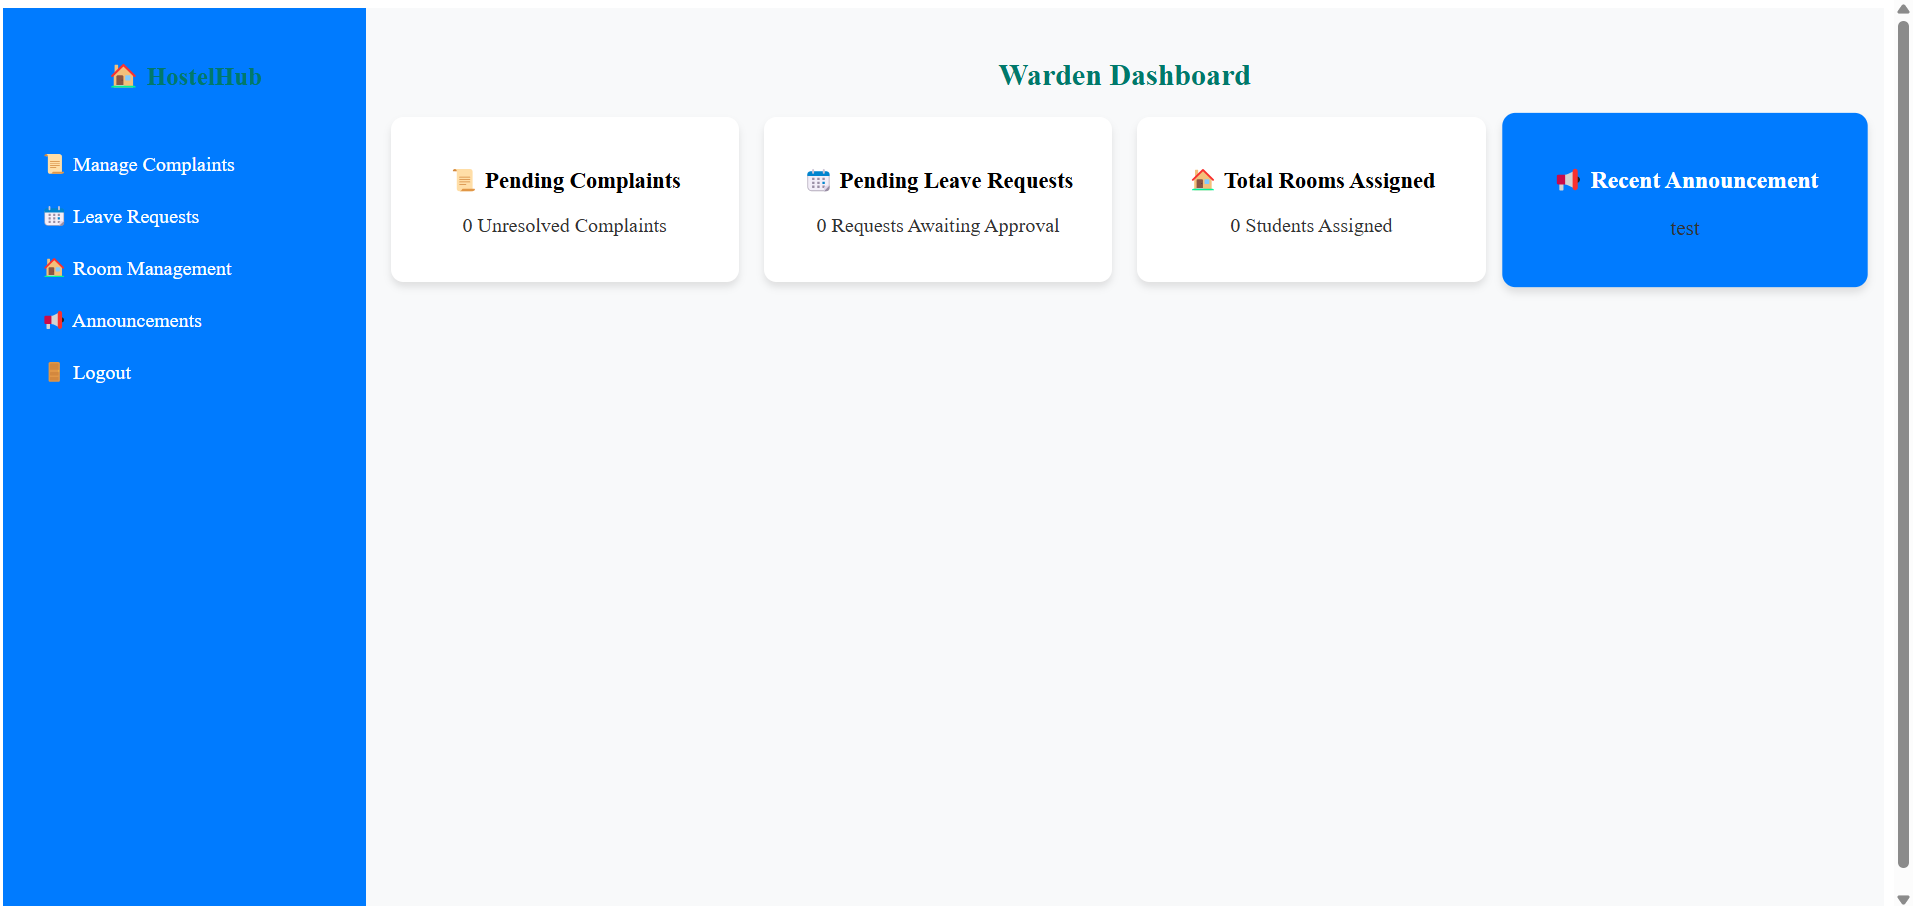 🏠 HostelHub
📜 Manage Complaints
📅 Leave Requests
🏠 Room Management
📢 Announcements
🚪 Logout
Warden Dashboard
📜 Pending Complaints
0 Unresolved Complaints
📅 Pending Leave Requests
0 Requests Awaiting Approval
🏠 Total Rooms Assigned
0 Students Assigned
📢 Recent Announcement
test